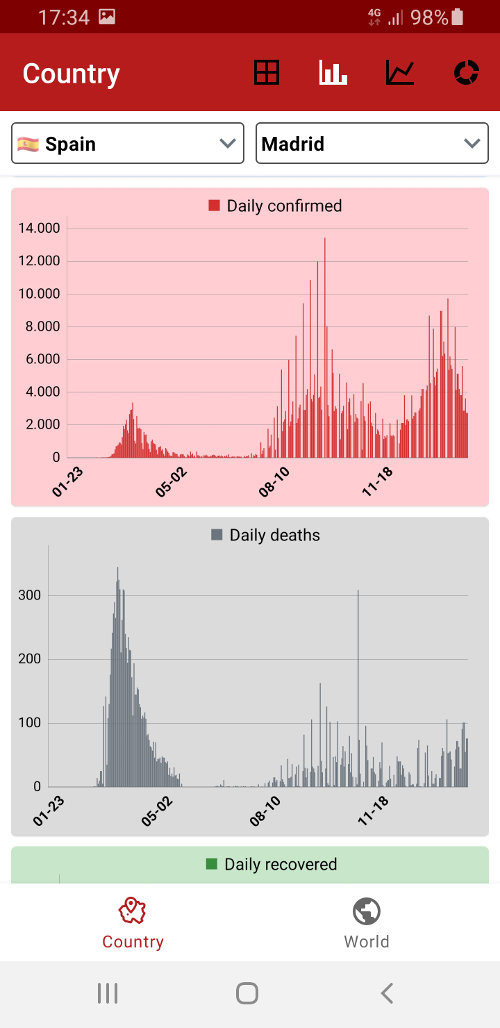 17:34 4G 98%
Country
Spain Madrid
Daily confirmed
14.000
12.000
10.000
8.000
6.000
4.000
2.000
0
01-23 05-02 08-10 11-18
Daily deaths
300
200
100
0
01-23 05-02 08-10 11-18
Daily recovered
Country World